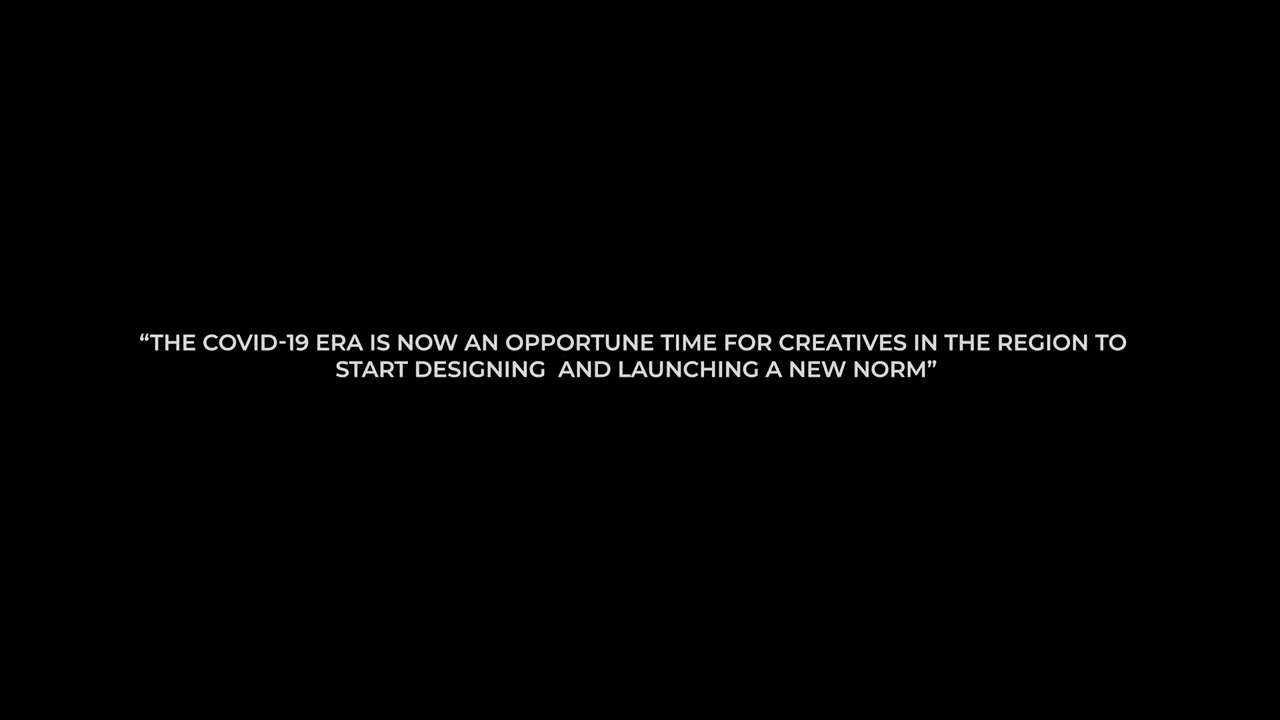 “THE COVID-19 ERA IS NOW AN OPPORTUNE TIME FOR CREATIVES IN THE REGION TO
START DESIGNING  AND LAUNCHING A NEW NORM”